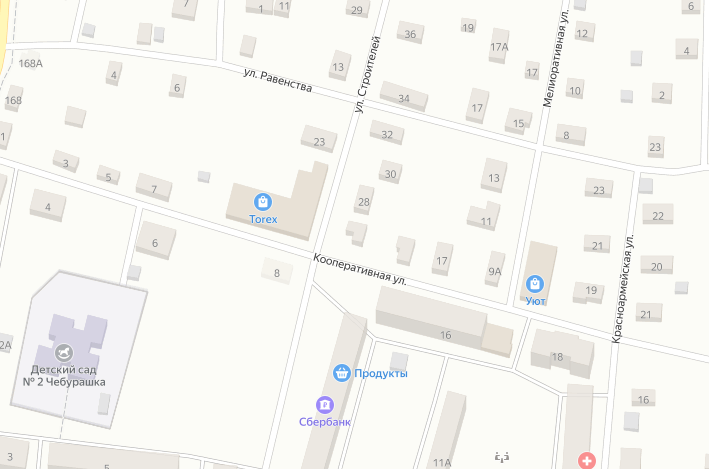 7
1
29
36
19
17А
12
6
4
168А
4
6
13
17
10
2
ул. Равенства
ул. Строителей
Мелиоративная ул.
168
34
17
15
8
23
1
23
32
3
5
7
30
13
23
4
28
22
Torex
11
6
21
8
Кооперативная ул.
17
9А
20
Уют
19
Красноармейская ул.
21
2А
Детский сад
№ 2 Чебурашка
16
18
Продукты
Сбербанк
16
3
5
11А